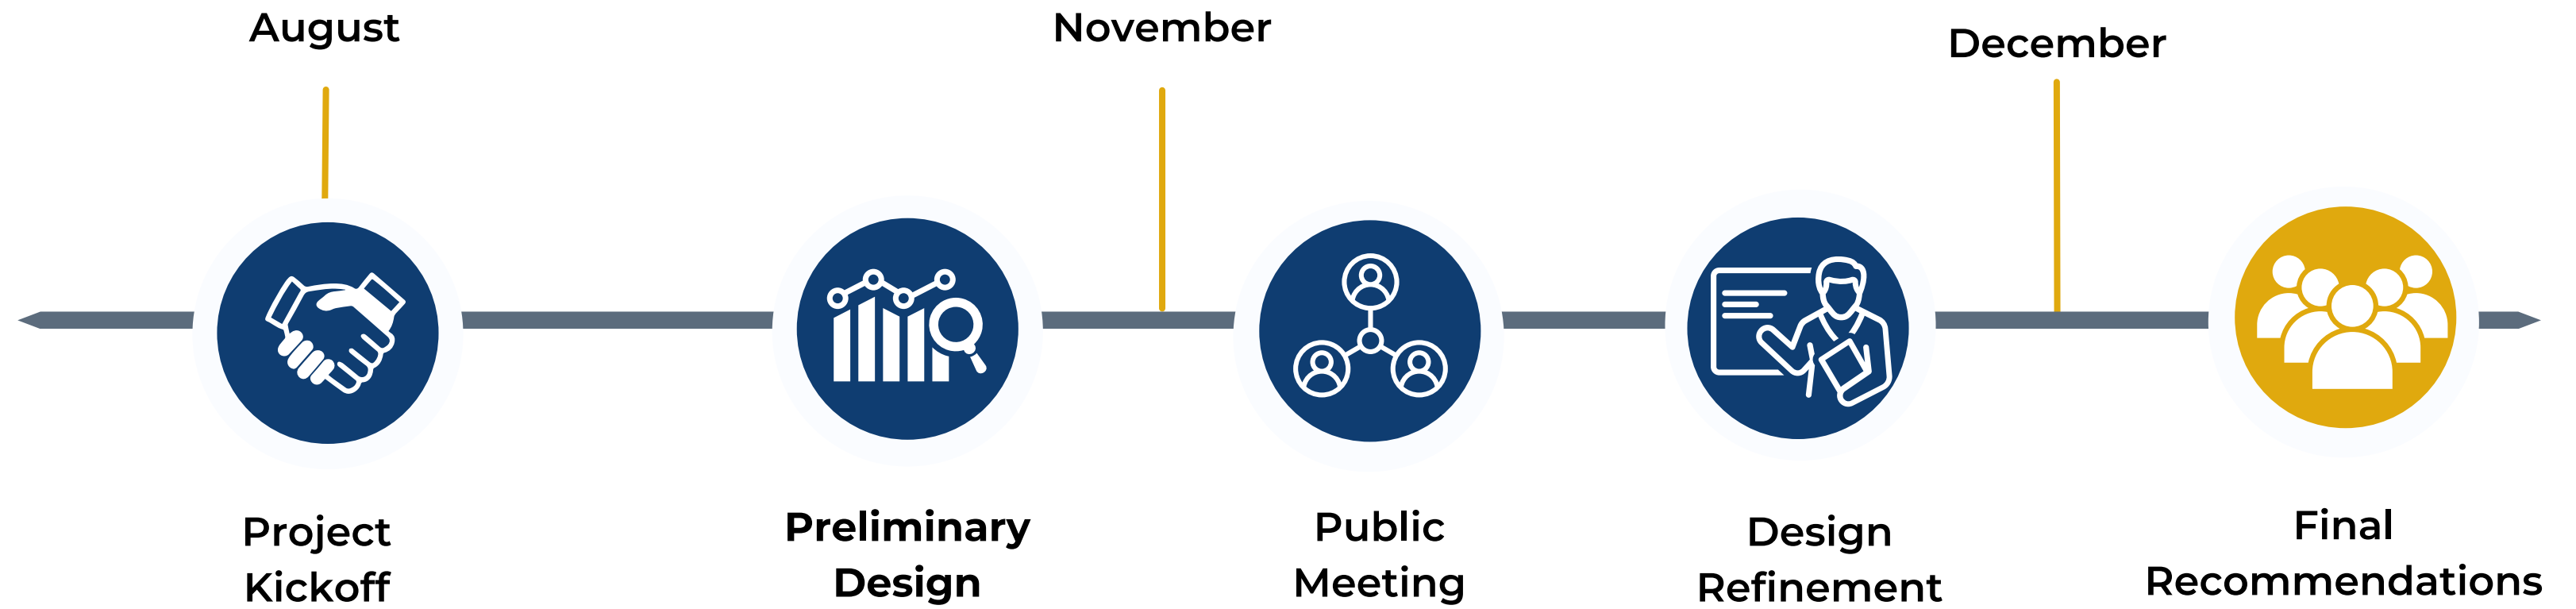 August
November
December
Project
Kickoff
Preliminary
Design
Public
Meeting
Design
Refinement
Final
Recommendations